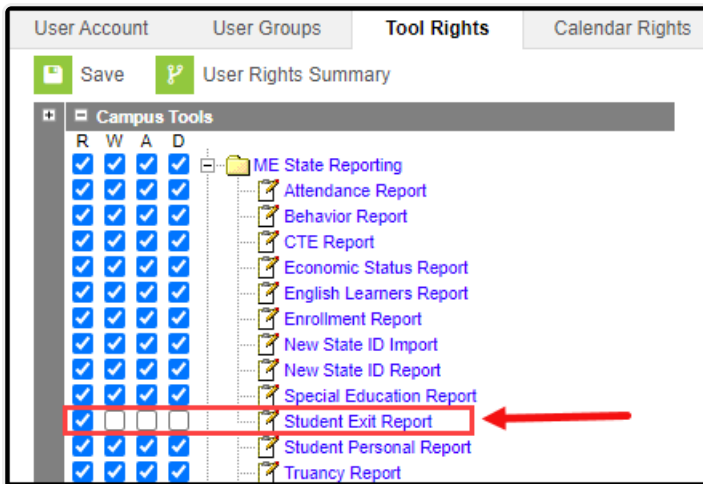 User Account User Groups Tool Rights Calendar Rights
Save User Rights Summary
Campus Tools
R W A D
ME State Reporting
Attendance Report
Behavior Report
CTE Report
Economic Status Report
English Learners Report
Enrollment Report
New State ID Import
New State ID Report
Special Education Report
Student Exit Report
Student Personal Report
Truancy Report